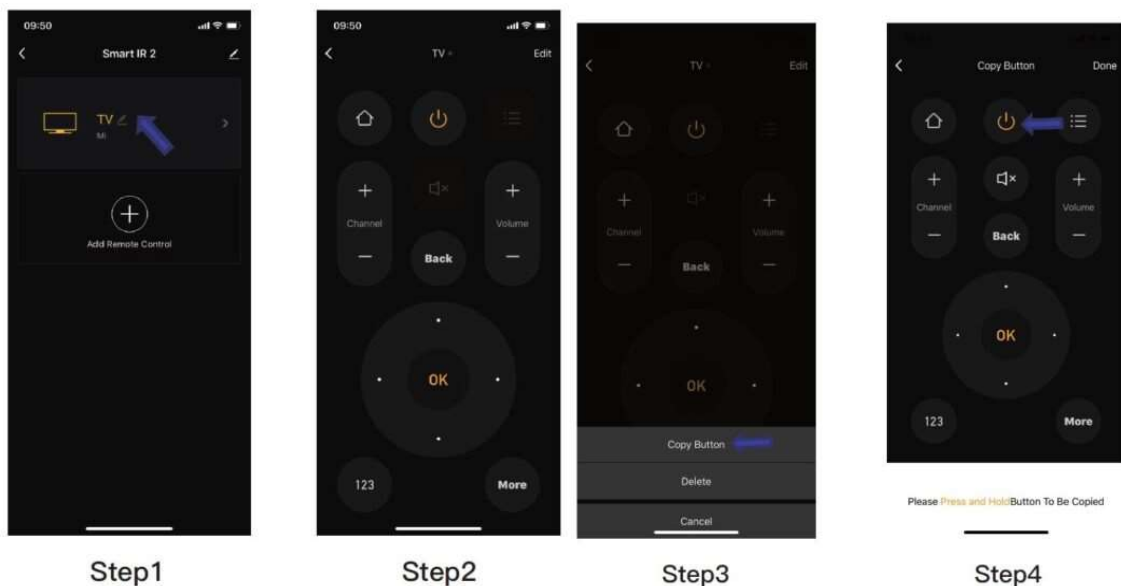 09:50
Smart IR 2
TV
Mi
Add Remote Control
Step1
09:50
TV
Edit
+
Channel
−
+
Volume
−
Back
OK
123
More
Step2
TV
Edit
+
Channel
−
+
Volume
Back
OK
Copy Button
Delete
Cancel
Step3
Copy Button
Done
+
Channel
−
+
Volume
−
Back
OK
123
More
Please Press and HoldButton To Be Copied
Step4